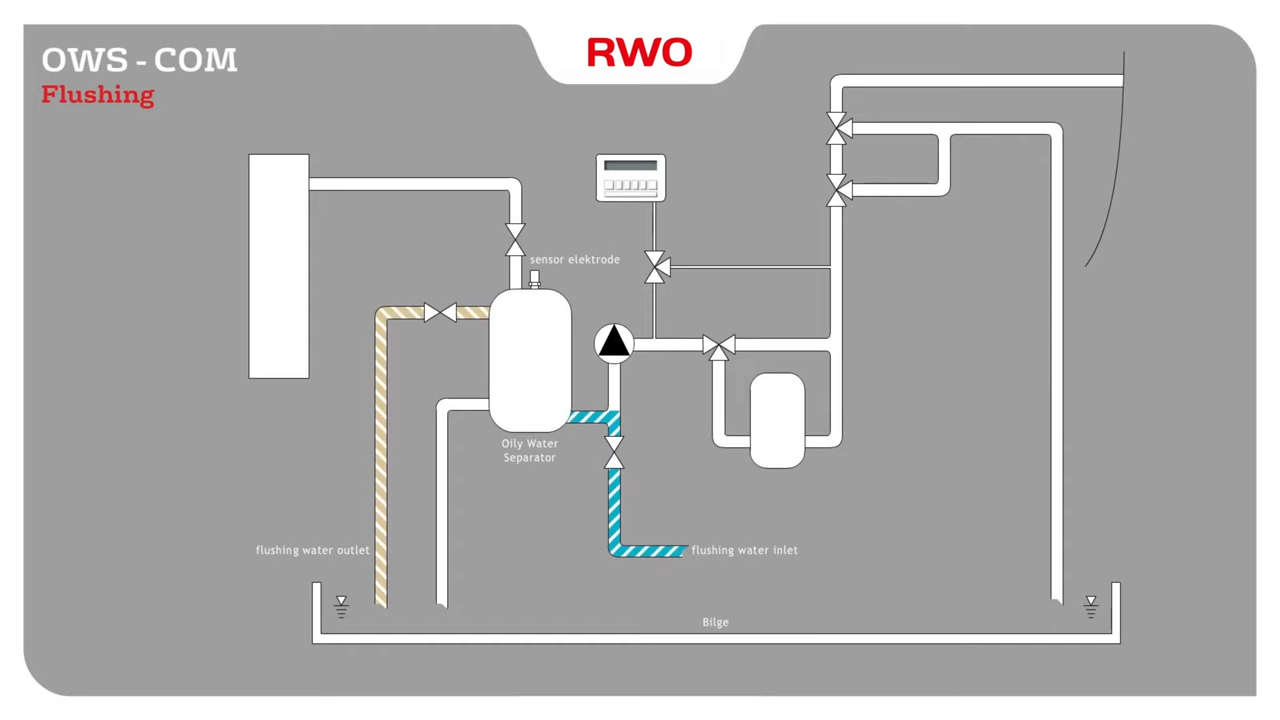 OWS - COM
Flushing
RWO
sensor elektrode
Oily Water
Separator
flushing water outlet
flushing water inlet
Bilge